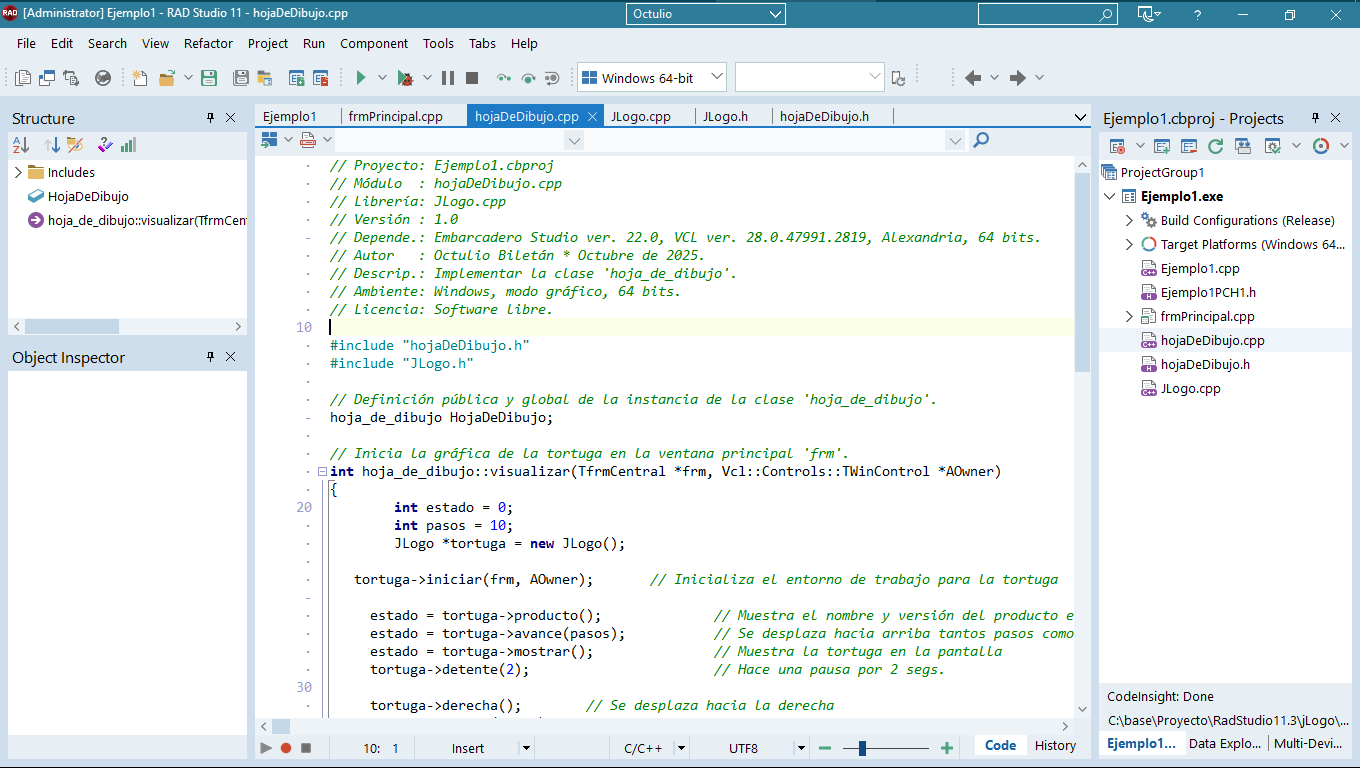 [Administrator] Ejemplo1 - RAD Studio 11 - hojaDeDibujo.cpp
Octulio
?
File Edit Search View Refactor Project Run Component Tools Tabs Help
Windows 64-bit
Structure
Includes
HojaDeDibujo
hoja_de_dibujo::visualizar(TfrmCen
Object Inspector
Ejemplo1 frmPrincipal.cpp hojaDeDibujo.cpp JLogo.cpp JLogo.h hojaDeDibujo.h
// Proyecto: Ejemplo1.cbproj
// Módulo  : hojaDeDibujo.cpp
// Librería: JLogo.cpp
// Versión : 1.0
// Depende.: Embarcadero Studio ver. 22.0, VCL ver. 28.0.47991.2819, Alexandria, 64 bits.
// Autor   : Octulio Biletán * Octubre de 2025.
// Descrip.: Implementar la clase 'hoja_de_dibujo'.
// Ambiente: Windows, modo gráfico, 64 bits.
// Licencia: Software libre.
10
#include "hojaDeDibujo.h"
#include "JLogo.h"
// Definición pública y global de la instancia de la clase 'hoja_de_dibujo'.
hoja_de_dibujo HojaDeDibujo;
// Inicia la gráfica de la tortuga en la ventana principal 'frm'.
int hoja_de_dibujo::visualizar(TfrmCentral *frm, Vcl::Controls::TWinControl *AOwner)
{
20 int estado = 0;
int pasos = 10;
JLogo *tortuga = new JLogo();
tortuga->iniciar(frm, AOwner); // Inicializa el entorno de trabajo para la tortuga
estado = tortuga->producto(); // Muestra el nombre y versión del producto e
estado = tortuga->avance(pasos); // Se desplaza hacia arriba tantos pasos como
estado = tortuga->mostrar(); // Muestra la tortuga en la pantalla
tortuga->detente(2); // Hace una pausa por 2 segs.
30
tortuga->derecha(); // Se desplaza hacia la derecha
10: 1 Insert C/C++ UTF8 Code History
Ejemplo1.cbproj - Projects
ProjectGroup1
Ejemplo1.exe
Build Configurations (Release)
Target Platforms (Windows 64...
Ejemplo1.cpp
Ejemplo1PCH1.h
frmPrincipal.cpp
hojaDeDibujo.cpp
hojaDeDibujo.h
JLogo.cpp
CodeInsight: Done
C:\base\Proyecto\RadStudio11.3\jLogo\...
Ejemplo1... Data Explo... Multi-Devi...